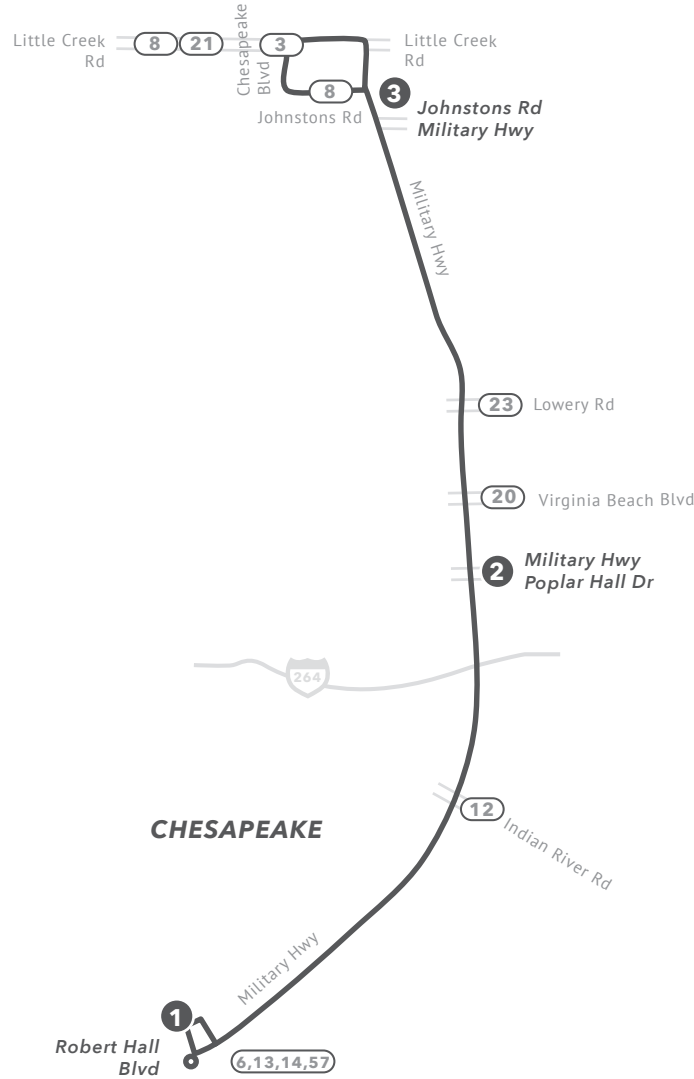 Little Creek
Rd
8
21
Chesapeake
Blvd
3
Little Creek
Rd
8
Johnstons Rd
3
Johnstons Rd
Military Hwy
Military Hwy
23
Lowery Rd
20
Virginia Beach Blvd
2
Military Hwy
Poplar Hall Dr
264
12
Indian River Rd
CHESAPEAKE
Military Hwy
1
Robert Hall
Blvd
6,13,14,57